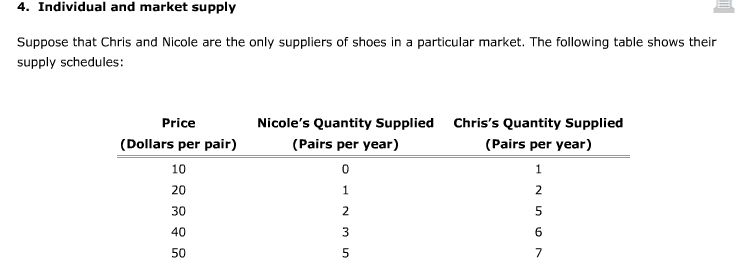 4. Individual and market supply
Suppose that Chris and Nicole are the only suppliers of shoes in a particular market. The following table shows their
supply schedules:
Price Nicole’s Quantity Supplied Chris’s Quantity Supplied
(Dollars per pair) (Pairs per year) (Pairs per year)
10 0 1
20 1 2
30 2 5
40 3 6
50 5 7